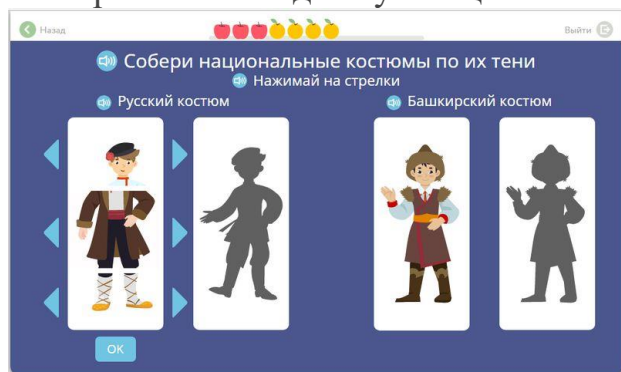 Назад
Выйти
Собери национальные костюмы по их тени
Нажимай на стрелки
Русский костюм
Башкирский костюм
OK